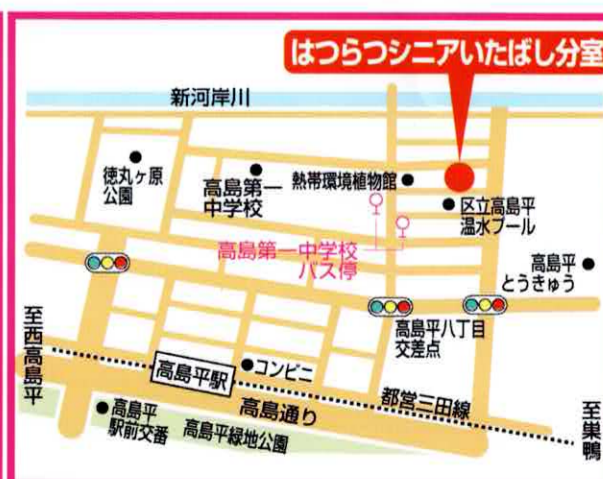 はつらつシニアいたばし分室
新河岸川
徳丸ヶ原
公園
高島第一
中学校
熱帯環境植物館
区立高島平
温水プール
高島第一中学校
バス停
高島平
とうきゅう
高島平八丁目
交差点
至西高島平
高島平駅
コンビニ
都営三田線
高島通り
至巣鴨
高島平
駅前交番
高島平緑地公園